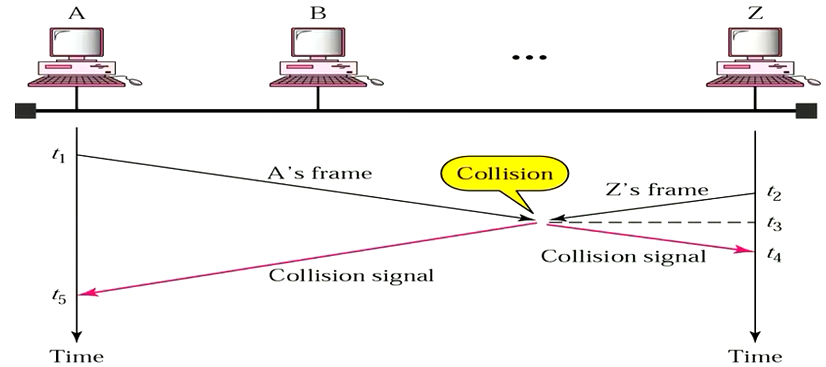 A B ... Z
t1
A's frame
Collision
Z's frame
t2
t3
Collision signal
t4
Collision signal
t5
Time Time